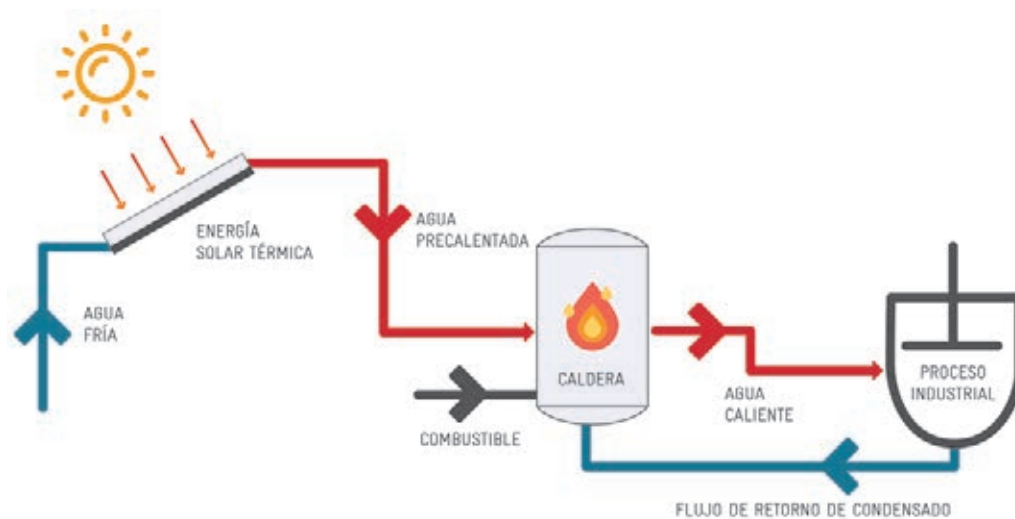 ENERGÍA
SOLAR TÉRMICA
AGUA
PRECALENTADA
AGUA
FRÍA
CALDERA
PROCESO
INDUSTRIAL
AGUA
CALIENTE
COMBUSTIBLE
FLUJO DE RETORNO DE CONDENSADO